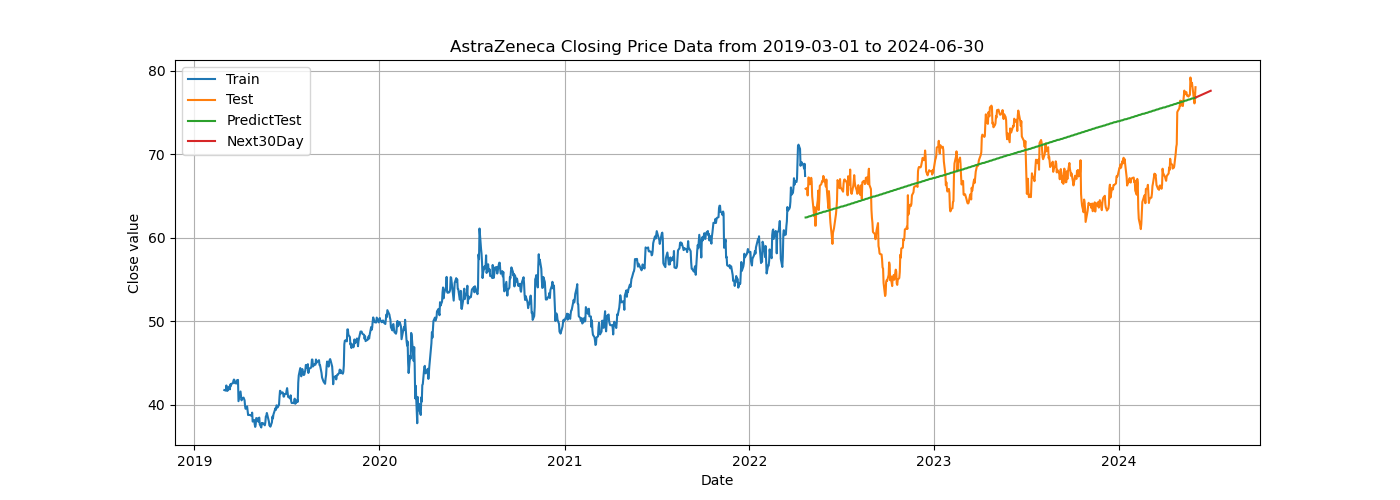 AstraZeneca Closing Price Data from 2019-03-01 to 2024-06-30
80
70
60
50
40
Close value
Train
Test
PredictTest
Next30Day
2019
2020
2021
2022
2023
2024
Date